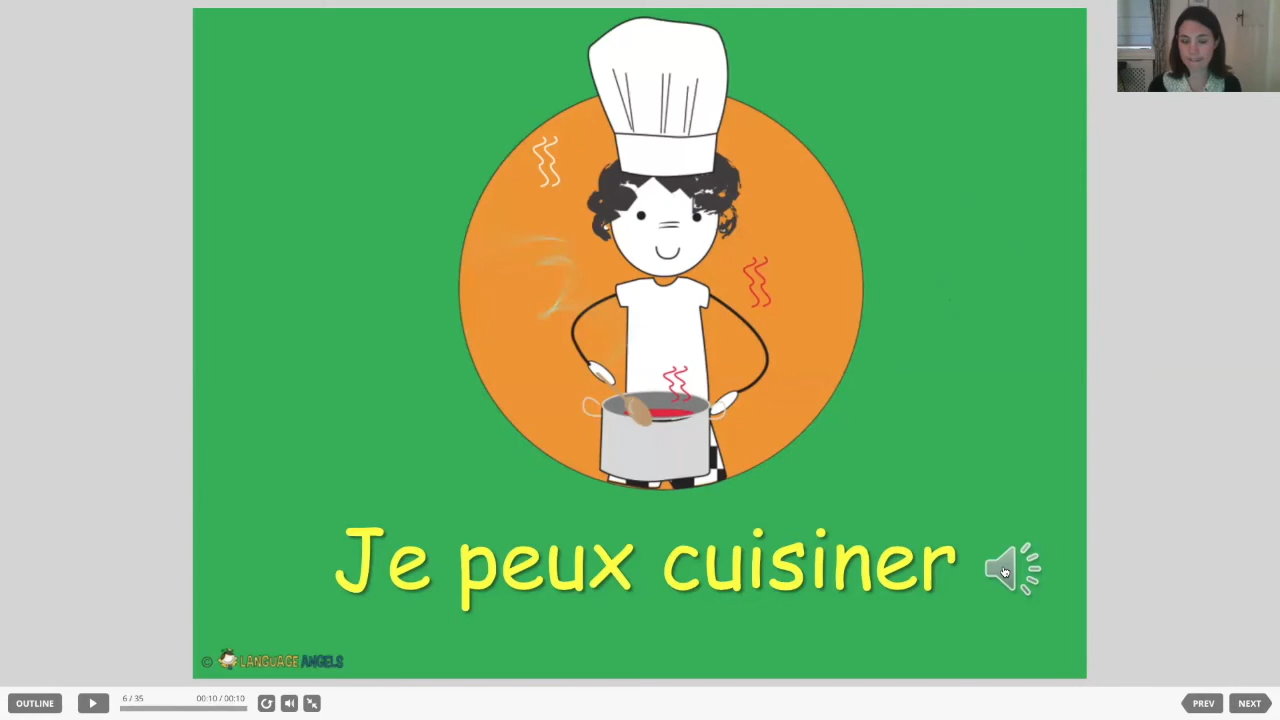 Je peux cuisiner
© LANGUAGE ANGELS
OUTLINE
6 / 35
00:10 / 00:10
PREV
NEXT